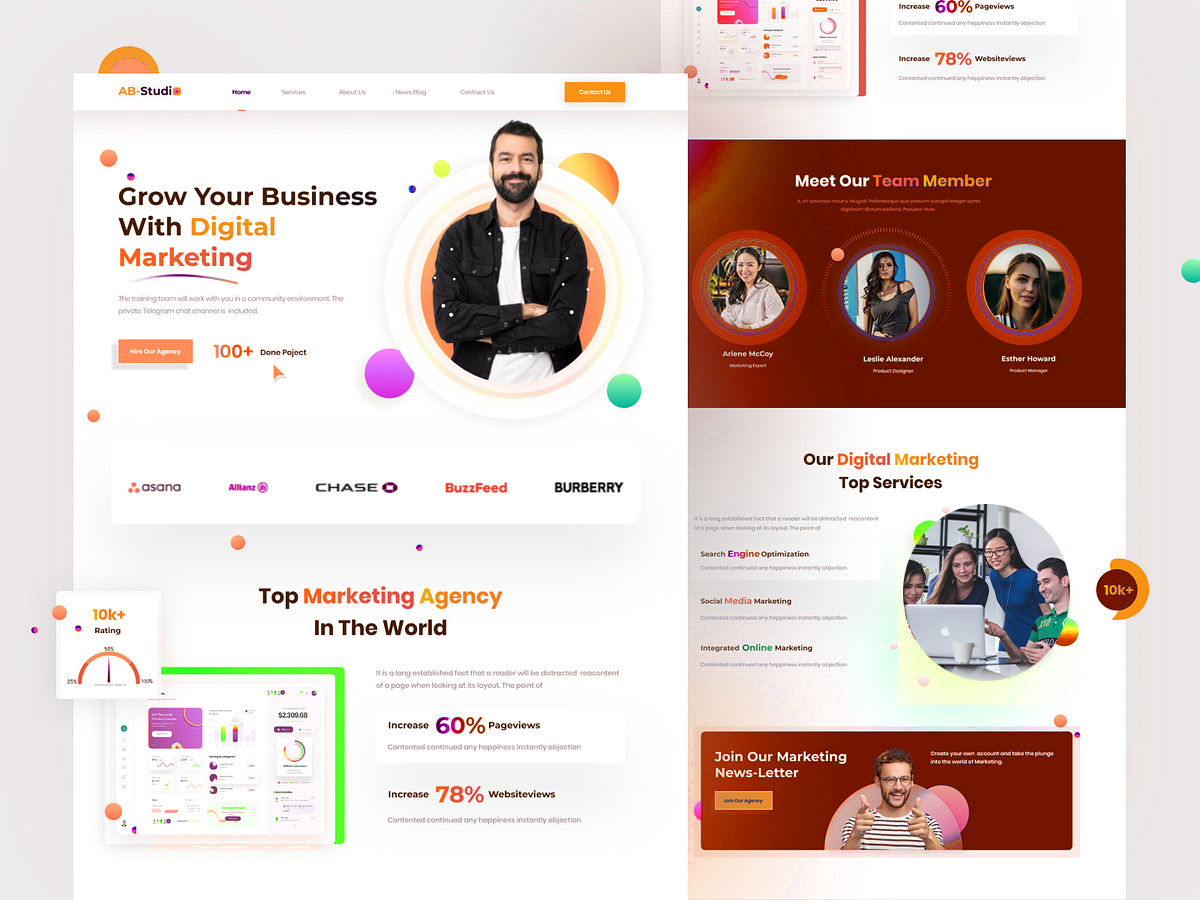 AB-Studio
Home
Services
About Us
News Blog
Contract Us
Contoct Us
Grow Your Business
With Digital
Marketing
The training team will work with you in a community environment. The
private Telegram chat channel is included.
Hire Our Agency
100+ Done Poject
asana
Allianz
CHASE
BuzzFeed
BURBERRY
Top Marketing Agency
In The World
10k+
Rating
50%
25%
100%
$2,309.68
It is a long established fact that a reader will be distracted reacontent
of a page when looking at its layout. The point of
Increase 60% Pageviews
Contented continued any happiness instantly objection
Increase 78% Websiteviews
Contented continued any happiness instantly objection
Increase 60% Pageviews
Contented continued any happiness instantly objection
Increase 78% Websiteviews
Contented continued any happiness instantly objection
Meet Our Team Member
A, sit senectus mauris, feugiat. Pellentesque quis pretium suscipit integer porta
dignissim dictum eleifend. Posuere vitae.
Arlene McCoy
Marketing Expert
Leslie Alexander
Product Designer
Esther Howard
Product Manager
Our Digital Marketing
Top Services
It is a long established fact that a reader will be distracted reacontent
of a page when looking at its layout. The point of
Search Engine Optimization
Contented continued any happiness instantly objection
Social Media Marketing
Contented continued any happiness instantly objection
Integrated Online Marketing
Contented continued any happiness instantly objection
10k+
Join Our Marketing
News-Letter
Join Our Agency
Create your own account and take the plunge
into the world of Marketing.